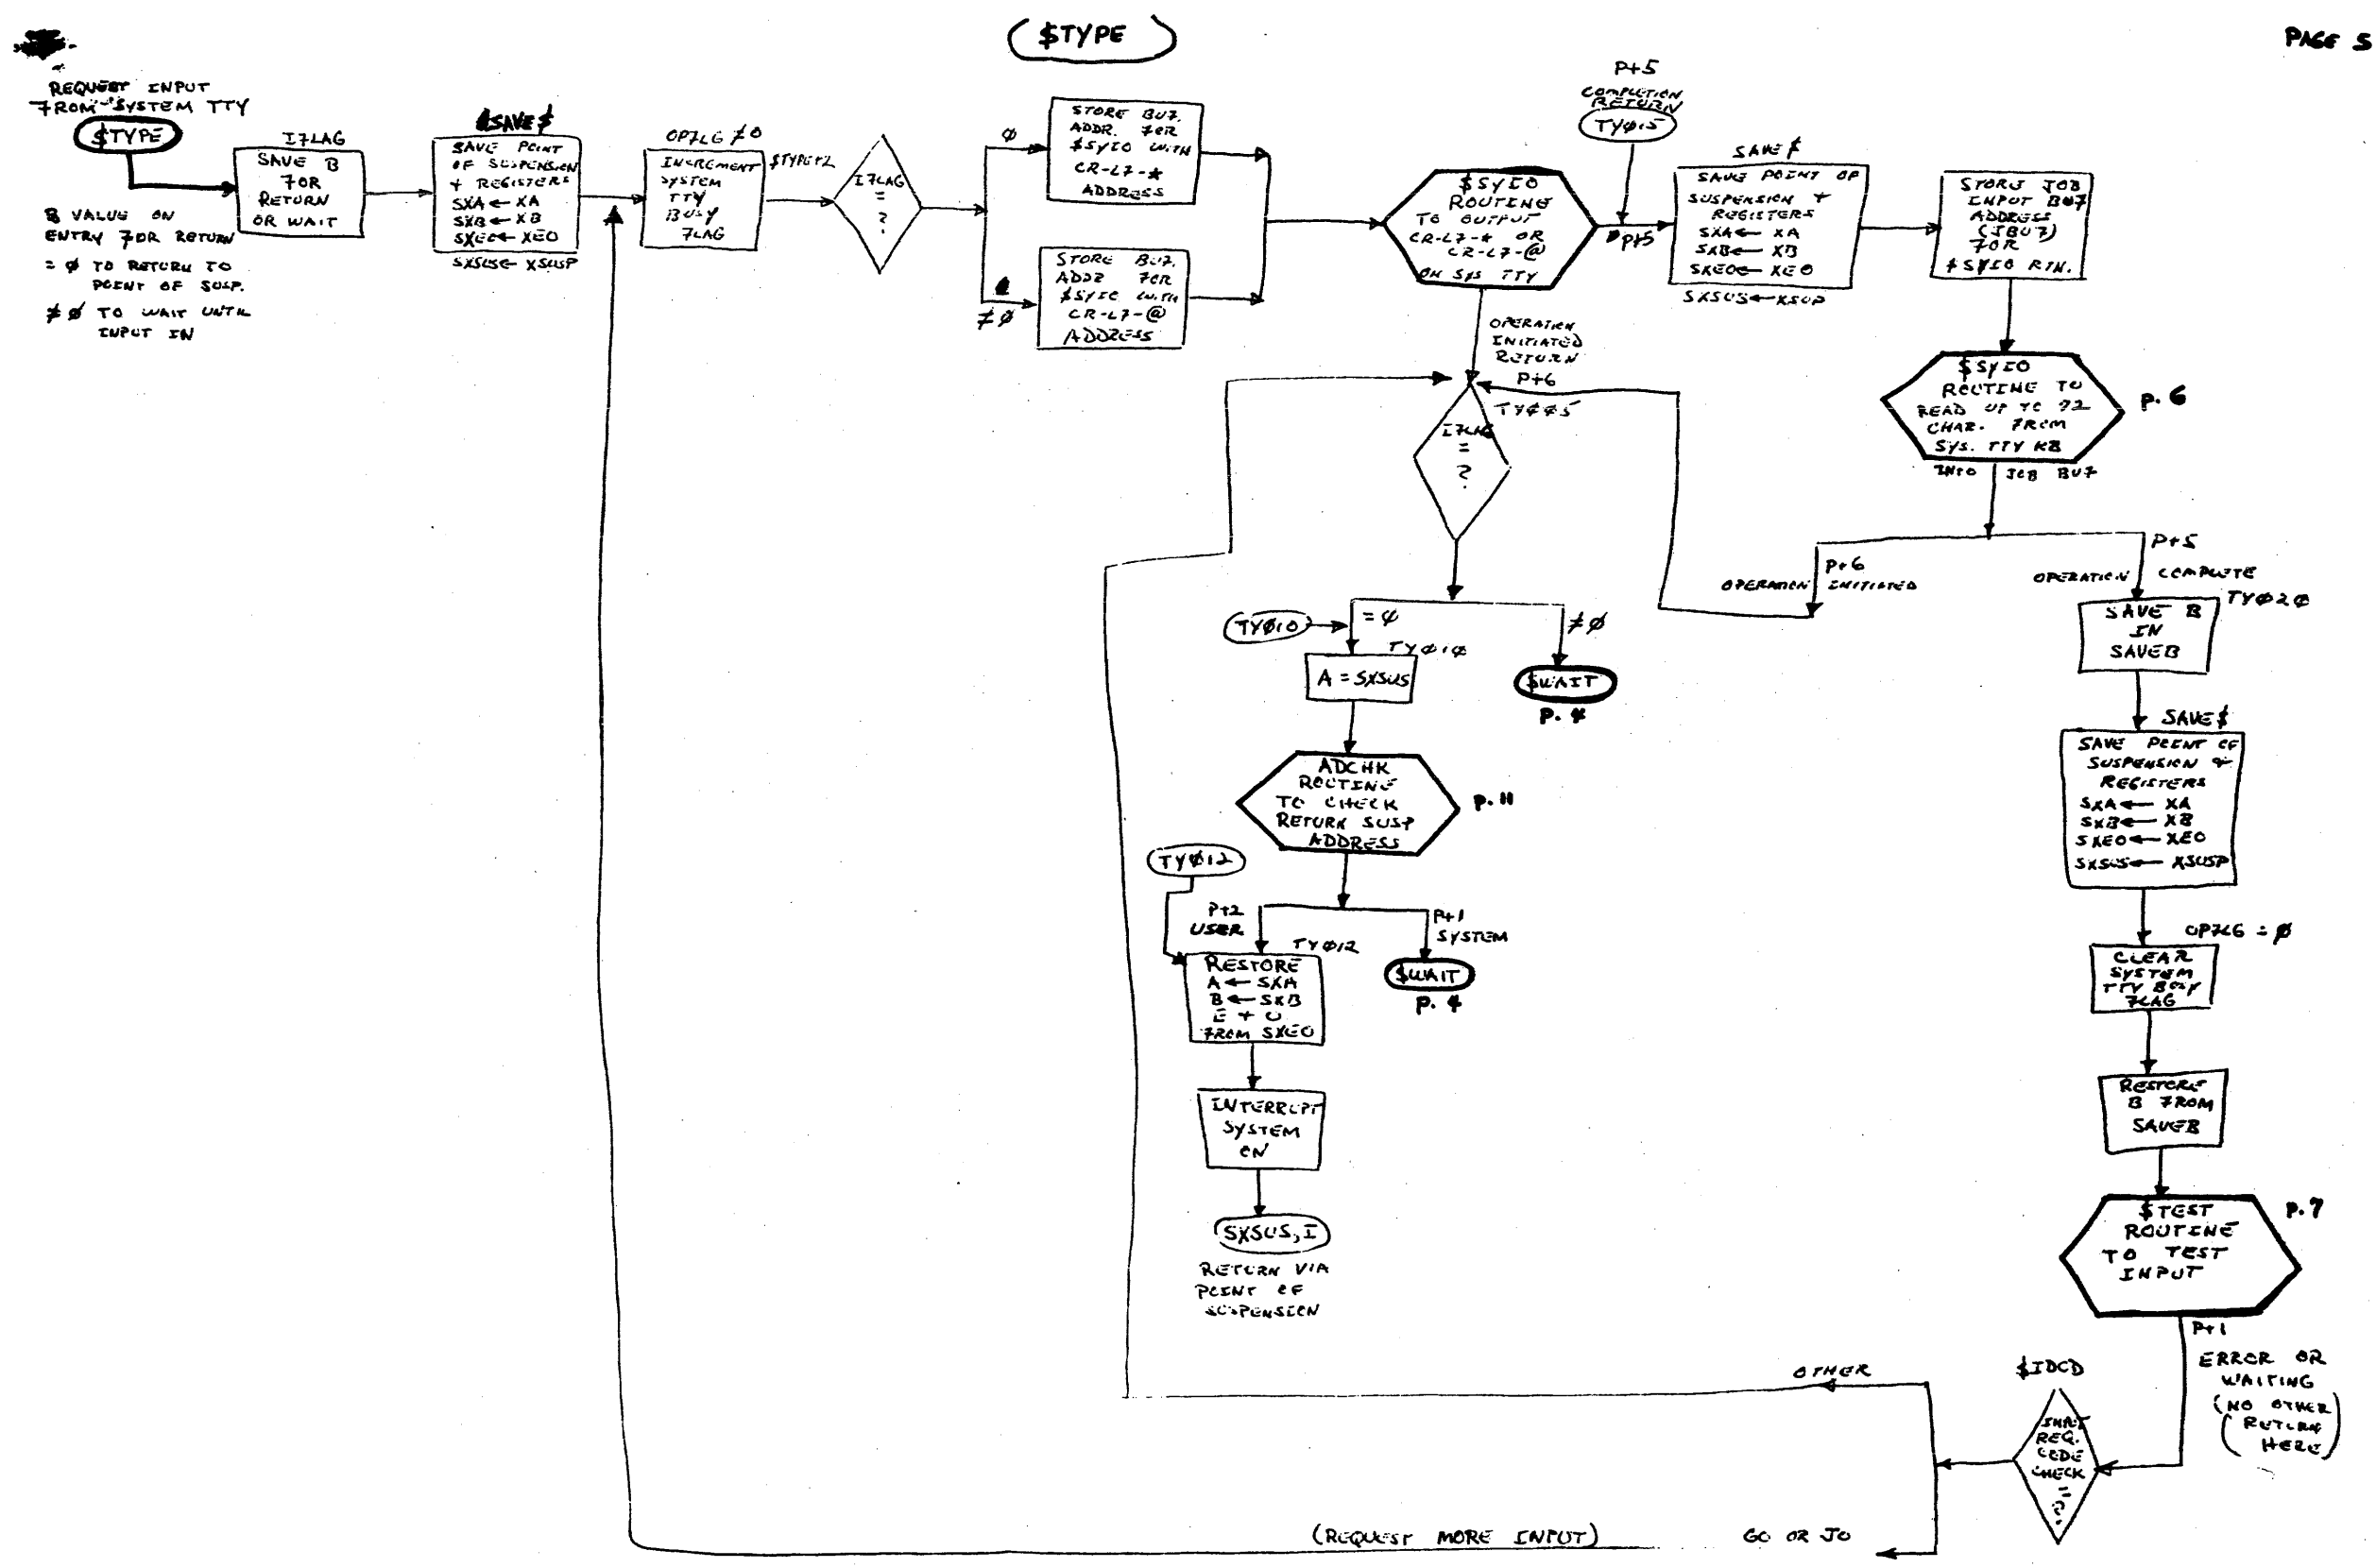 $TYPE
PAGE 5
REQUEST INPUT
FROM SYSTEM TTY
$TYPE
B VALUE ON
ENTRY FOR RETURN
= Ø TO RETURN TO
POINT OF SUSP.
≠ Ø TO WAIT UNTIL
INPUT IN
IFLAG
SAVE B
FOR
RETURN
OR WAIT
SAVE$
SAVE POINT
OF SUSPENSION
+ REGISTERS
SXA ← XA
SXB ← XB
SXEO ← XEO
SXSUS ← XSUSP
OPFLG ≠ 0
INCREMENT
SYSTEM
TTY
BUSY
FLAG
$TYPE+2
IFLAG
=
?
Ø
STORE BUF.
ADDR. FOR
$SYIO WITH
CR-LF-*
ADDRESS
≠ Ø
STORE BUF.
ADDR FOR
$SYIO WITH
CR-LF-@
ADDRESS
$SYIO
ROUTINE
TO OUTPUT
CR-LF-* OR
CR-LF-@
ON SYS TTY
P+5
COMPLETION
RETURN
TYØ15
P+5
SAVE$
SAVE POINT OF
SUSPENSION +
REGISTERS
SXA ← XA
SXB ← XB
SXEO ← XEO
SXSUS ← XSUP
STORE JOB
INPUT BUF
ADDRESS
(JBUF)
FOR
$SYIO RTN.
$SYIO
ROUTINE TO
READ UP TO 72
CHAR. FROM
SYS. TTY KB
INTO JOB BUF
P. 6
OPERATION
INITIATED
RETURN
P+6
TYØØ5
IFLAG
=
?
TYØ10
= Ø
TYØ1Ø
A = SXSUS
≠ Ø
$WAIT
P. 4
ADCHK
ROUTINE
TO CHECK
RETURN SUSP
ADDRESS
P. 11
TYØ12
P+2
USER
TYØ12
RESTORE
A ← SXA
B ← SXB
E + O
FROM SXEO
P+1
SYSTEM
$WAIT
P. 4
INTERRUPT
SYSTEM
ON
SXSUS,I
RETURN VIA
POINT OF
SUSPENSION
P+6
OPERATION INITIATED
P+5
OPERATION COMPLETE
TYØ2Ø
SAVE B
IN
SAVEB
SAVE$
SAVE POINT OF
SUSPENSION +
REGISTERS
SXA ← XA
SXB ← XB
SXEO ← XEO
SXSUS ← XSUSP
OPFLG = Ø
CLEAR
SYSTEM
TTY BUSY
FLAG
RESTORE
B FROM
SAVEB
$TEST
ROUTINE
TO TEST
INPUT
P. 7
P+1
ERROR OR
WAITING
(NO OTHER
RETURN
HERE)
$IDCD
INPUT
REQ.
CODE
CHECK
=
?
OTHER
GO OR JO
(REQUEST MORE INPUT)